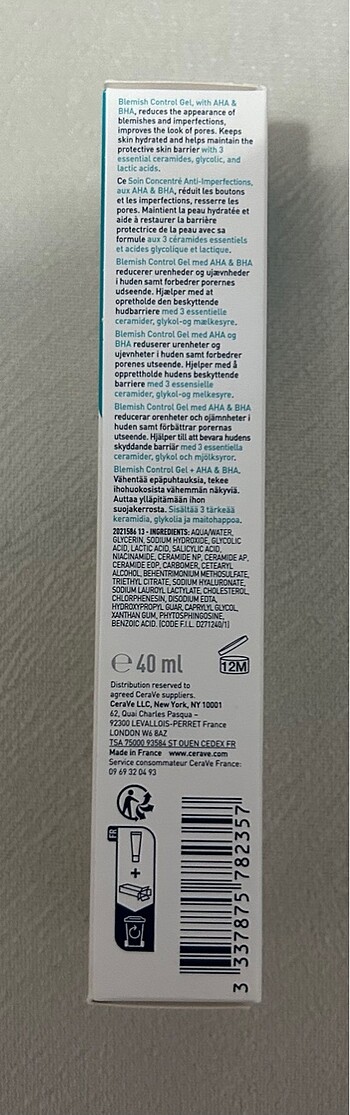 Blemish Control Gel, with AHA &
BHA, reduces the appearance of
blemishes and imperfections,
improves the look of pores. Keeps
skin hydrated and helps maintain the
protective skin barrier with 3
essential ceramides, glycolic, and
lactic acids.
Ce Soin Concentré Anti-Imperfections,
aux AHA & BHA, réduit les boutons
et les imperfections, resserre les
pores. Maintient la peau hydratée et
aide à restaurer la barrière
protectrice de la peau avec sa
formule aux 3 céramides essentiels
et acides glycolique et lactique.
Blemish Control Gel med AHA & BHA
reducerer urenheder og ujævnheder
i huden samt forbedrer porernes
udseende. Hjælper med at
opretholde den beskyttende
hudbarriere med 3 essentielle
ceramider, glykol-og mælkesyre.
Blemish Control Gel med AHA og
BHA reduserer urenheter og
ujevnheter i huden samt forbedrer
porenes utseende. Hjelper med å
opprettholde hudens beskyttende
barriere med 3 essensielle
ceramider, glykol-og melkesyre.
Blemish Control Gel med AHA & BHA
reducerar orenheter och ojämnheter i
huden samt förbättrar porernas
utseende. Hjälper till att bevara hudens
skyddande barriär med 3 essentiella
ceramider, glykol och mjölksyror.
Blemish Control Gel + AHA & BHA.
Vähentää epäpuhtauksia, tekee
ihohuokosista vähemmän näkyviä.
Auttaa ylläpitämään ihon
suojakerrosta. Sisältää 3 tärkeää
keramidia, glykolia ja maitohappoa.
2021586 13 - INGREDIENTS: AQUA/WATER,
GLYCERIN, SODIUM HYDROXIDE, GLYCOLIC
ACID, LACTIC ACID, SALICYLIC ACID,
NIACINAMIDE, CERAMIDE NP, CERAMIDE AP,
CERAMIDE EOP, CARBOMER, CETEARYL
ALCOHOL, BEHENTRIMONIUM METHOSULFATE,
TRIETHYL CITRATE, SODIUM HYALURONATE,
SODIUM LAUROYL LACTYLATE, CHOLESTEROL,
CHLORPHENESIN, DISODIUM EDTA,
HYDROXYPROPYL GUAR, CAPRYLYL GLYCOL,
XANTHAN GUM, PHYTOSPHINGOSINE,
BENZOIC ACID. (CODE F.I.L. D271240/1)
e 40 ml
12M
Distribution reserved to
agreed CeraVe suppliers.
CeraVe LLC, New York, NY 10001
62, Quai Charles Pasqua -
92300 LEVALLOIS-PERRET France
LONDON W6 8AZ
TSA 75000 93584 ST OUEN CEDEX FR
Made in France www.cerave.com
Service consommateur CeraVe France:
09 69 32 04 93
FR
+
3 337875 782357